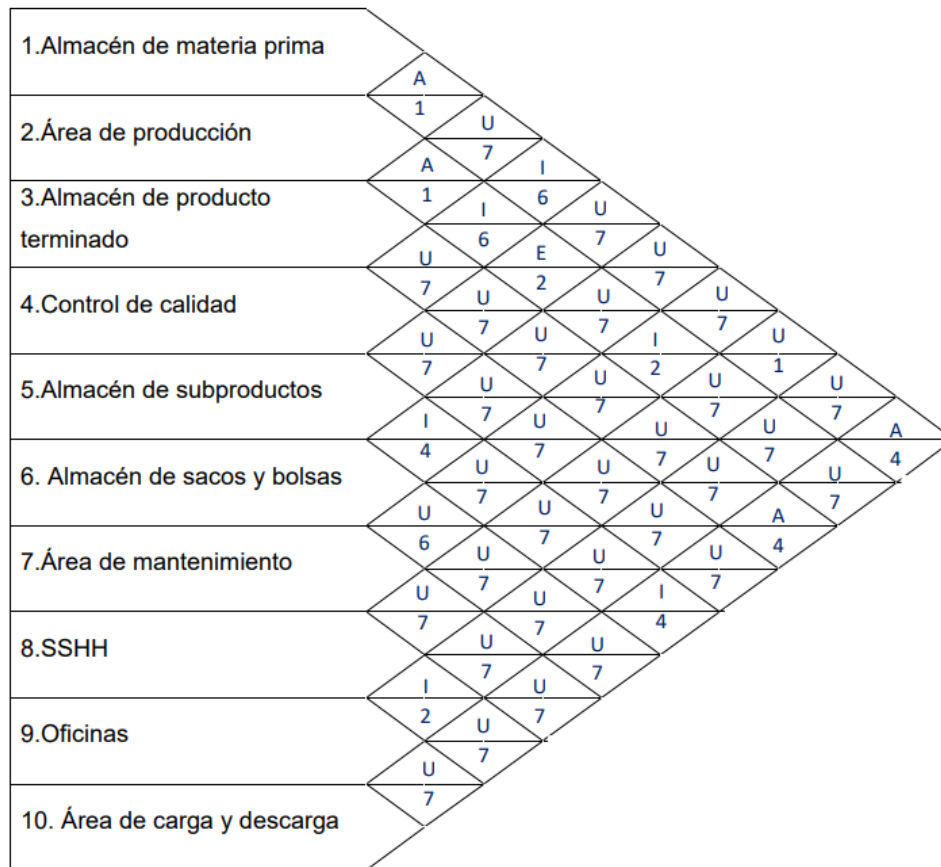 1.Almacén de materia prima
A
1
U
2.Área de producción
7
A I
1 6
3.Almacén de producto
I U
terminado
6 7
U E U
7 2 7
U U U
4.Control de calidad
7 7 7
U U I U
7 7 2 1
U U U U
5.Almacén de subproductos
7 7 7 7
I U U U A
4 7 7 7 4
U U U U
6. Almacén de sacos y bolsas
7 7 7 7
U U U A
6 7 7 4
U U U
7.Área de mantenimiento
7 7 7
U U I
7 7 4
U U
8.SSHH
7 7
I U
2 7
U
9.Oficinas
7
U
7
10. Área de carga y descarga